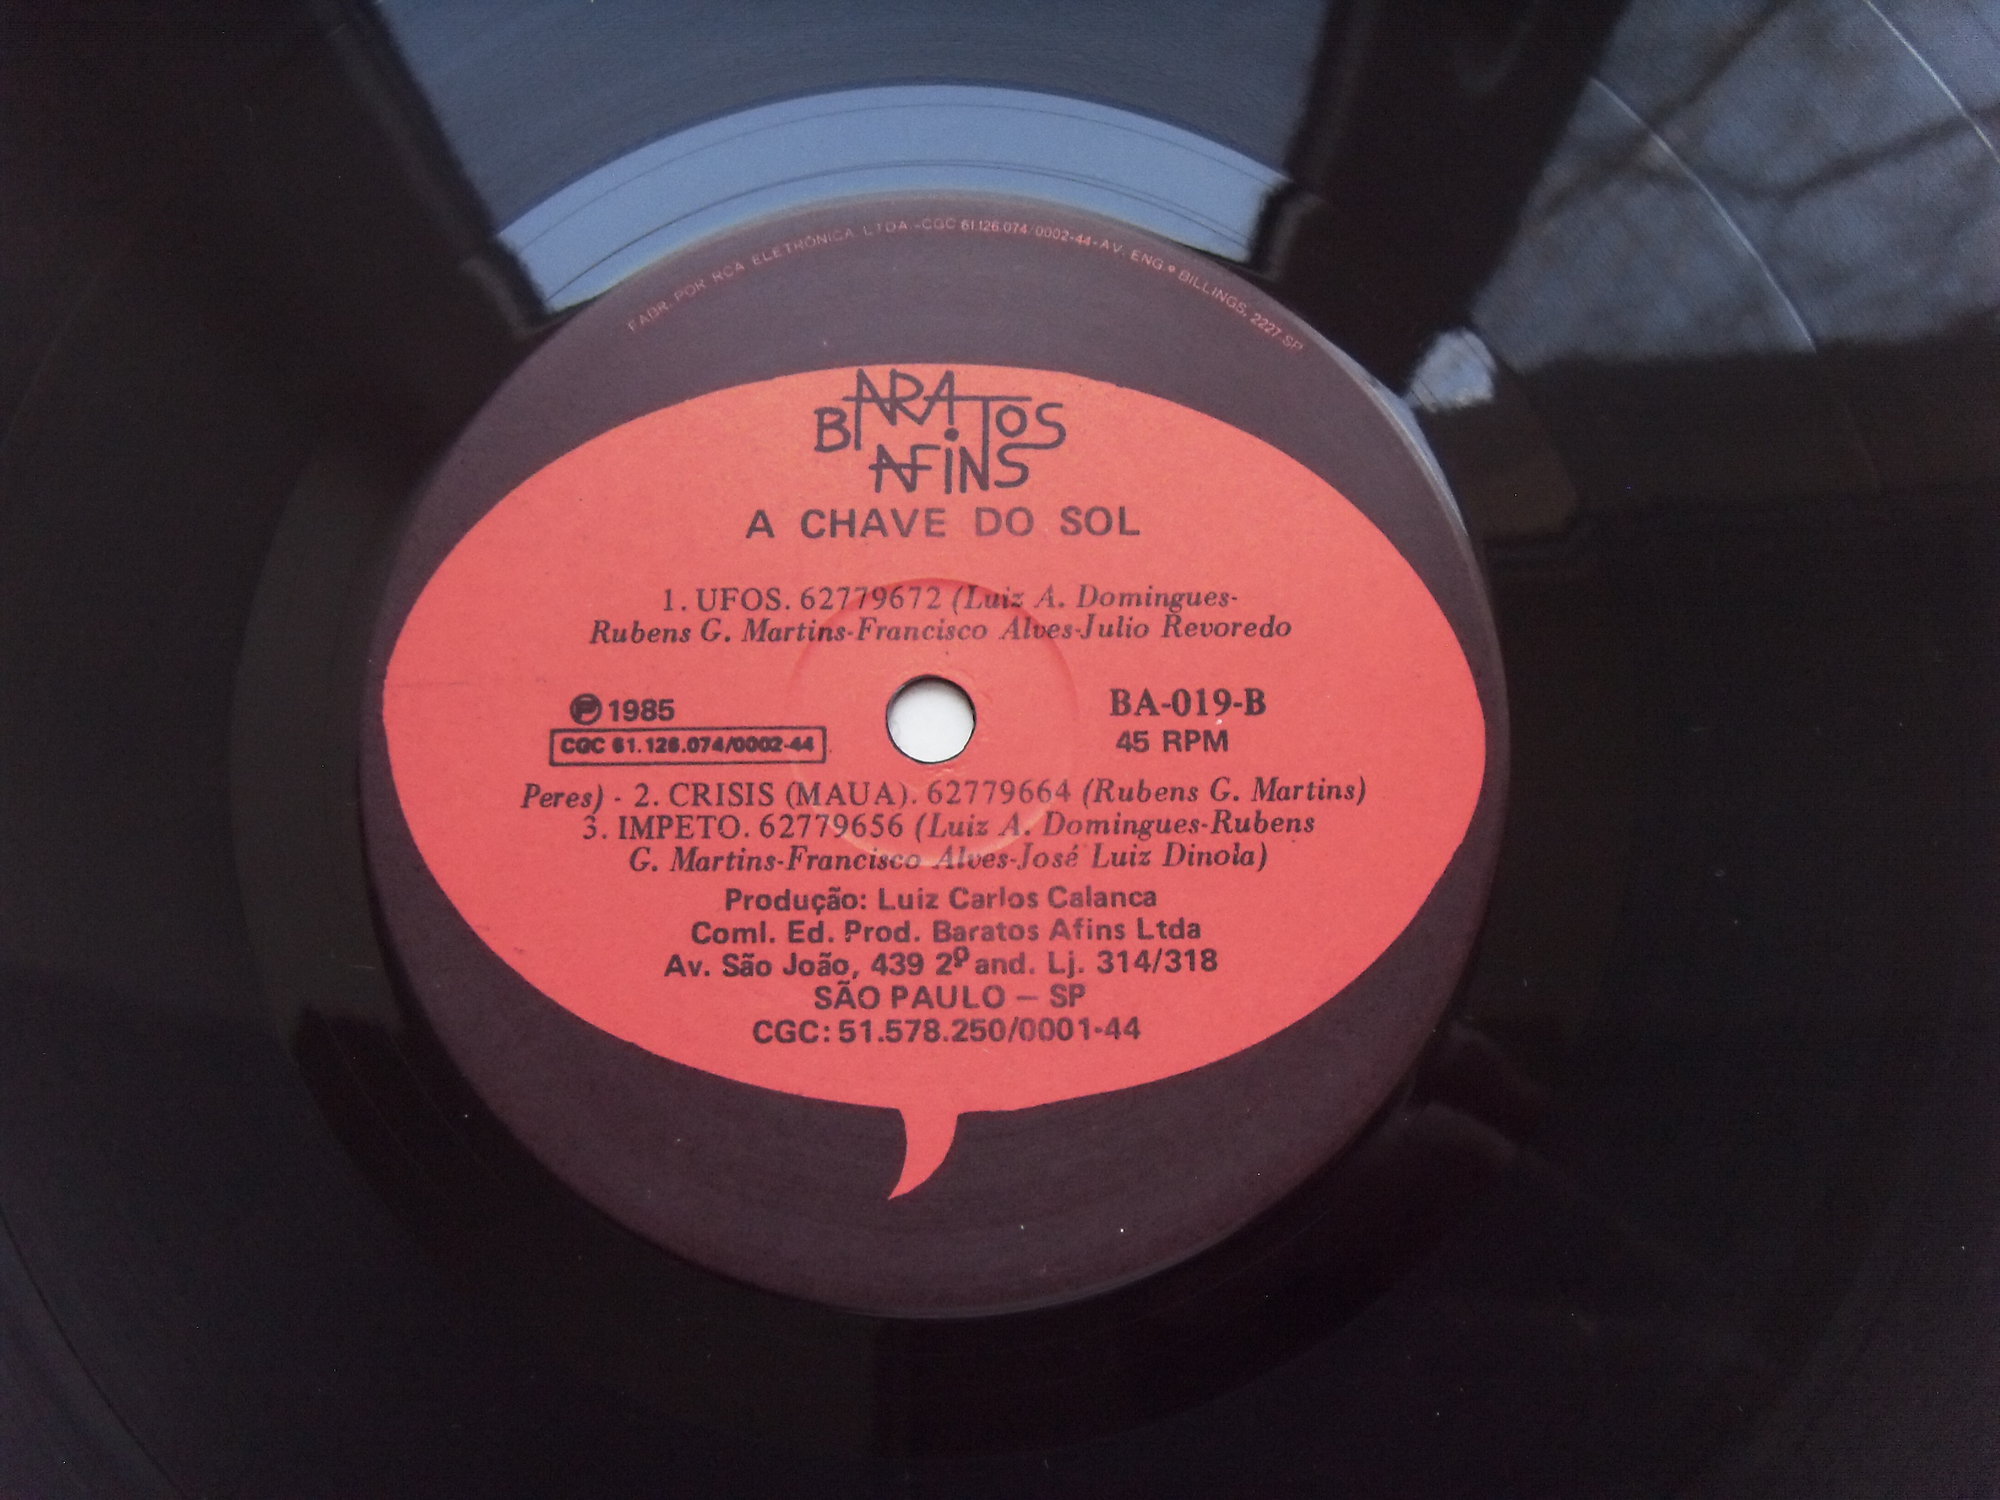 FABR. POR RCA ELETRÔNICA LTDA.-CGC 61.126.074/0002-44-AV. ENG.º BILLINGS, 2227-SP
BARATOS
AFiNS
A CHAVE DO SOL
1. UFOS. 62779672 (Luiz A. Domingues-
Rubens G. Martins-Francisco Alves-Julio Revoredo
Ⓟ 1985
BA-019-B
CGC 61.126.074/0002-44
45 RPM
Peres) - 2. CRISIS (MAUA). 62779664 (Rubens G. Martins)
3. IMPETO. 62779656 (Luiz A. Domingues-Rubens
G. Martins-Francisco Alves-José Luiz Dinola)
Produção: Luiz Carlos Calanca
Coml. Ed. Prod. Baratos Afins Ltda
Av. São João, 439 2º and. Lj. 314/318
SÃO PAULO – SP
CGC: 51.578.250/0001-44